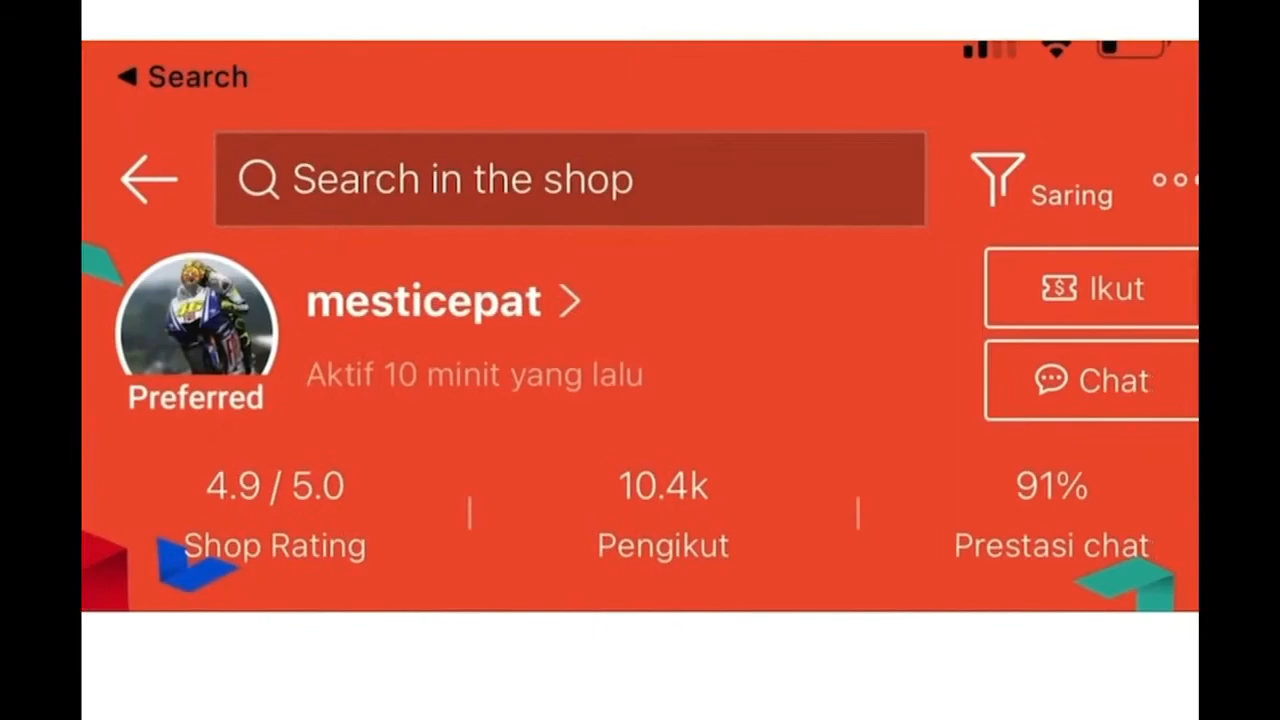 Search
Search in the shop
Saring
mesticepat
Ikut
Aktif 10 minit yang lalu
Chat
Preferred
4.9 / 5.0
10.4k
91%
Shop Rating
Pengikut
Prestasi chat